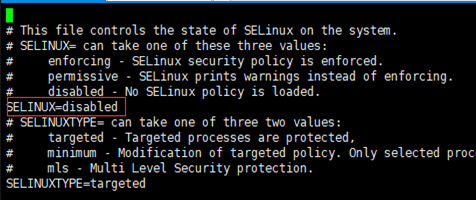 # This file controls the state of SELinux on the system.
# SELINUX= can take one of these three values:
#     enforcing - SELinux security policy is enforced.
#     permissive - SELinux prints warnings instead of enforcing.
#     disabled - No SELinux policy is loaded.
SELINUX=disabled
# SELINUXTYPE= can take one of three two values:
#     targeted - Targeted processes are protected,
#     minimum - Modification of targeted policy. Only selected proc
#     mls - Multi Level Security protection.
SELINUXTYPE=targeted